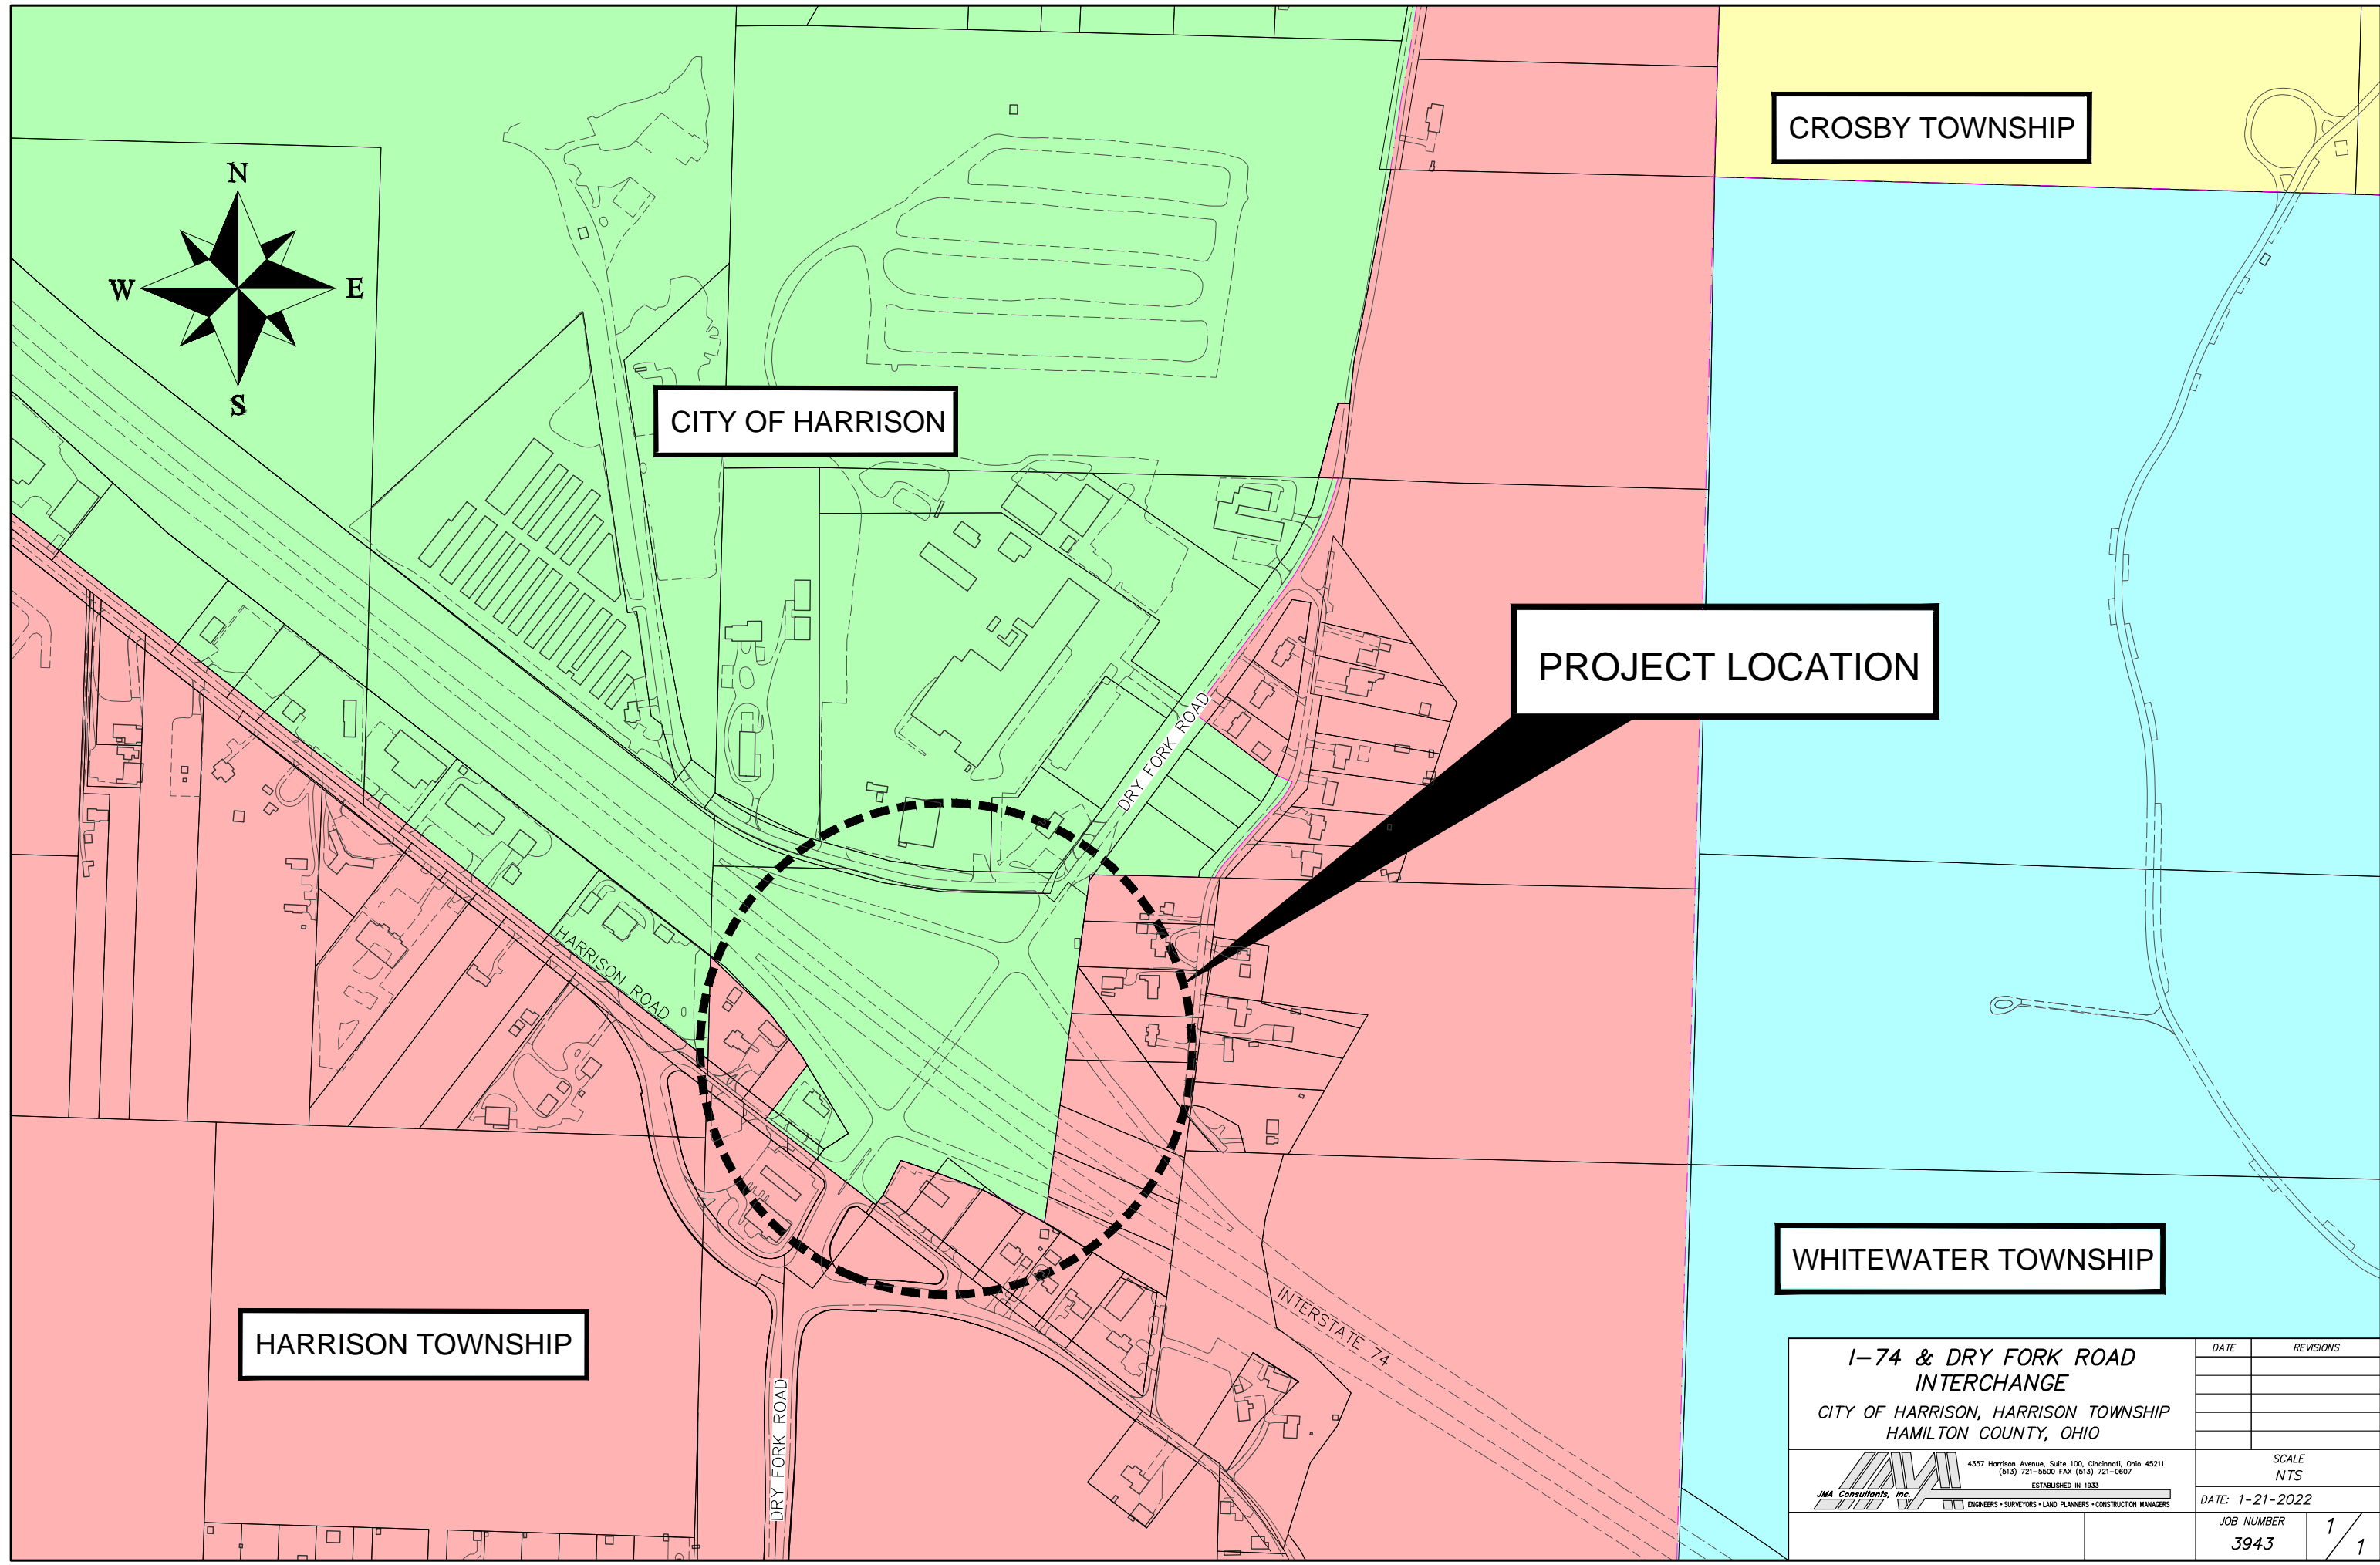 CROSBY TOWNSHIP
N
W
E
S
CITY OF HARRISON
PROJECT LOCATION
DRY FORK ROAD
HARRISON ROAD
WHITEWATER TOWNSHIP
INTERSTATE 74
HARRISON TOWNSHIP
DRY FORK ROAD
I-74 & DRY FORK ROAD
INTERCHANGE
CITY OF HARRISON, HARRISON TOWNSHIP
HAMILTON COUNTY, OHIO
DATE
REVISIONS
4357 Harrison Avenue, Suite 100, Cincinnati, Ohio 45211
(513) 721-5500 FAX (513) 721-0607
ESTABLISHED IN 1933
JMA Consultants, Inc.
ENGINEERS • SURVEYORS • LAND PLANNERS • CONSTRUCTION MANAGERS
SCALE
NTS
DATE: 1-21-2022
JOB NUMBER
3943
1/1